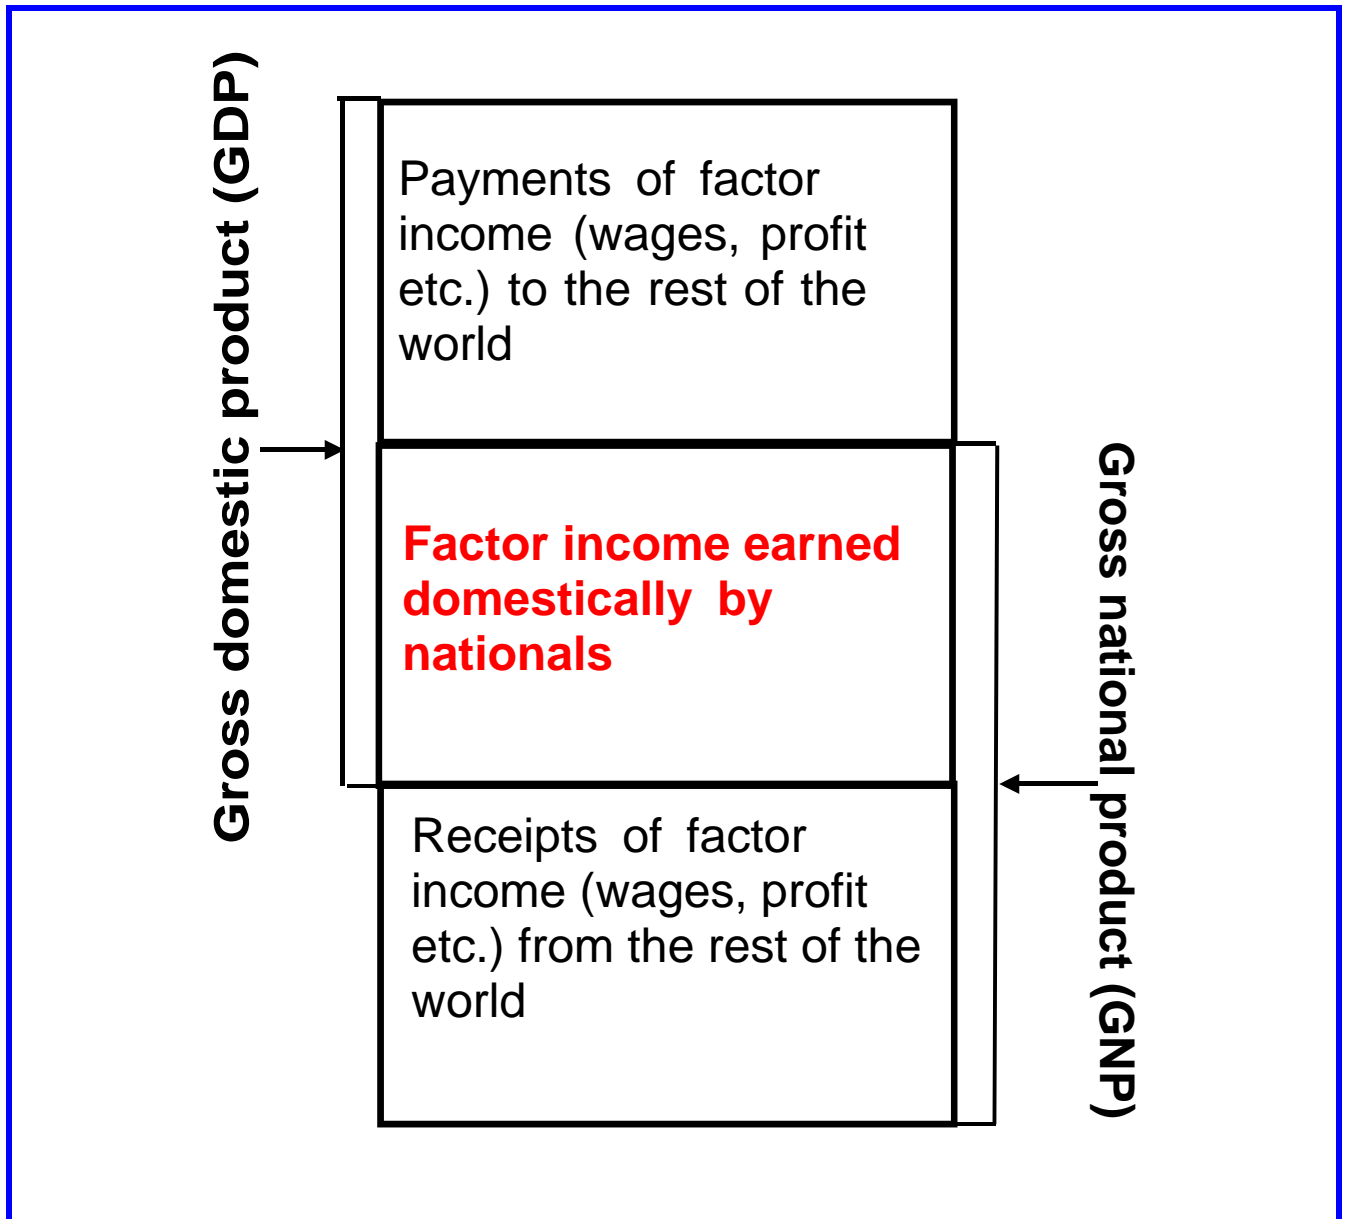 Gross domestic product (GDP)
Payments of factor
income (wages, profit
etc.) to the rest of the
world
Factor income earned
domestically by
nationals
Receipts of factor
income (wages, profit
etc.) from the rest of the
world
Gross national product (GNP)